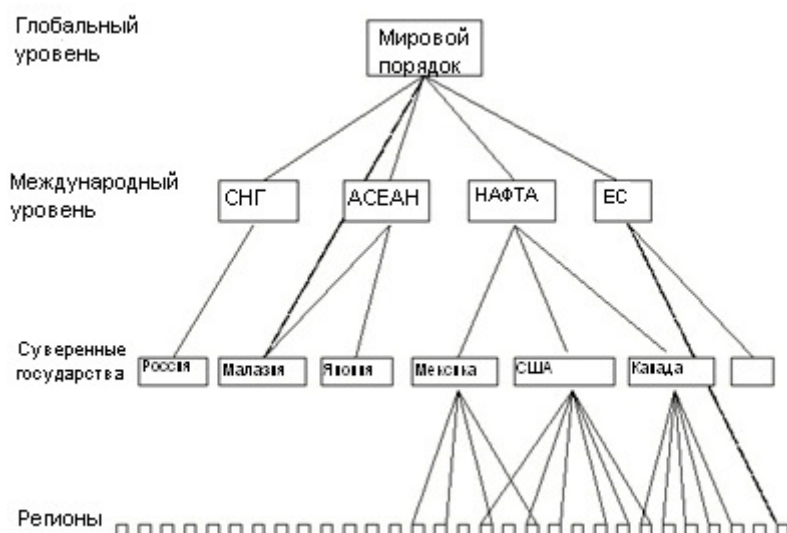 Глобальный
уровень
Мировой
порядок
Международный
уровень
СНГ
АСЕАН
НАФТА
ЕС
Суверенные
государства
Россия
Малазия
Япония
Мексика
США
Канада
Регионы